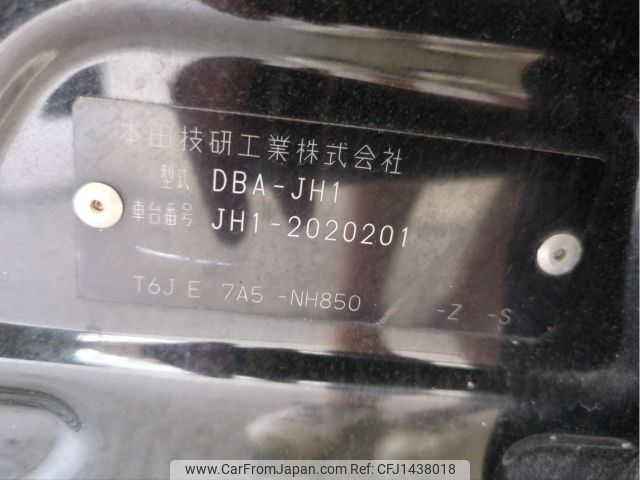 本田技研工業株式会社
型式 DBA-JH1
車台番号 JH1-2020201
T6J E 7A5 -NH850 -Z -S
www.CarFromJapan.com CFJ1438018